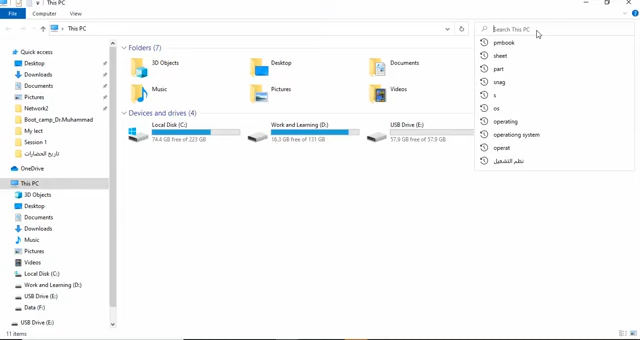 This PC
File
Computer
View
This PC
Search This PC
Quick access
Desktop
Downloads
Documents
Pictures
Network2
Boot_camp_Dr.Muhammad
My lect
Session 1
تاريخ الحضارات
OneDrive
This PC
3D Objects
Desktop
Documents
Downloads
Music
Pictures
Videos
Local Disk (C:)
Work and Learning (D:)
USB Drive (E:)
Data (F:)
USB Drive (E:)
Folders (7)
3D Objects
Desktop
Documents
Music
Pictures
Videos
Devices and drives (4)
Local Disk (C:)
74.4 GB free of 223 GB
Work and Learning (D:)
16.3 GB free of 131 GB
USB Drive (E:)
57.9 GB free of 57.9 GB
pmbook
sheet
part
snag
s
os
operating
operationg system
operat
نظم التشغيل
11 items